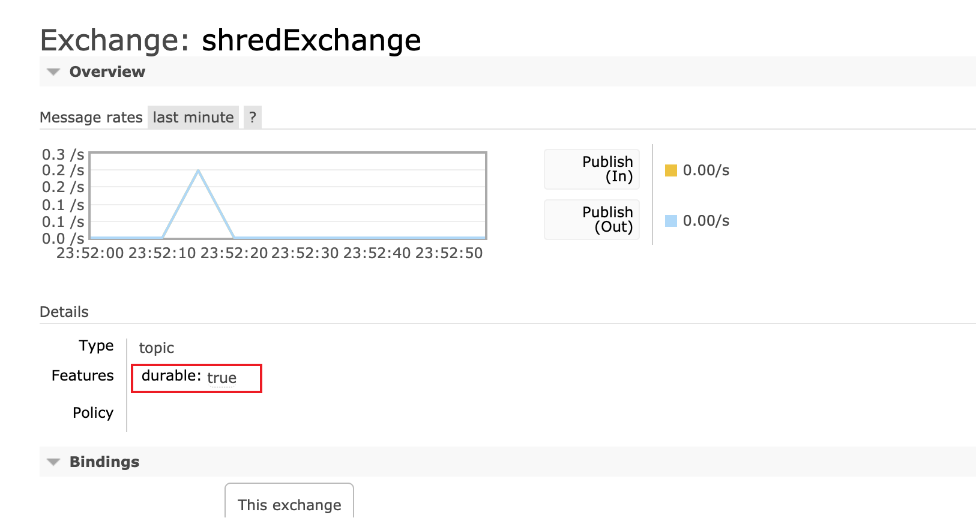 Exchange: shredExchange
Overview
Message rates last minute ?
0.3 /s
0.2 /s
0.2 /s
0.1 /s
0.1 /s
0.0 /s
23:52:00 23:52:10 23:52:20 23:52:30 23:52:40 23:52:50
Publish
(In)
0.00/s
Publish
(Out)
0.00/s
Details
Type topic
Features durable: true
Policy
Bindings
This exchange